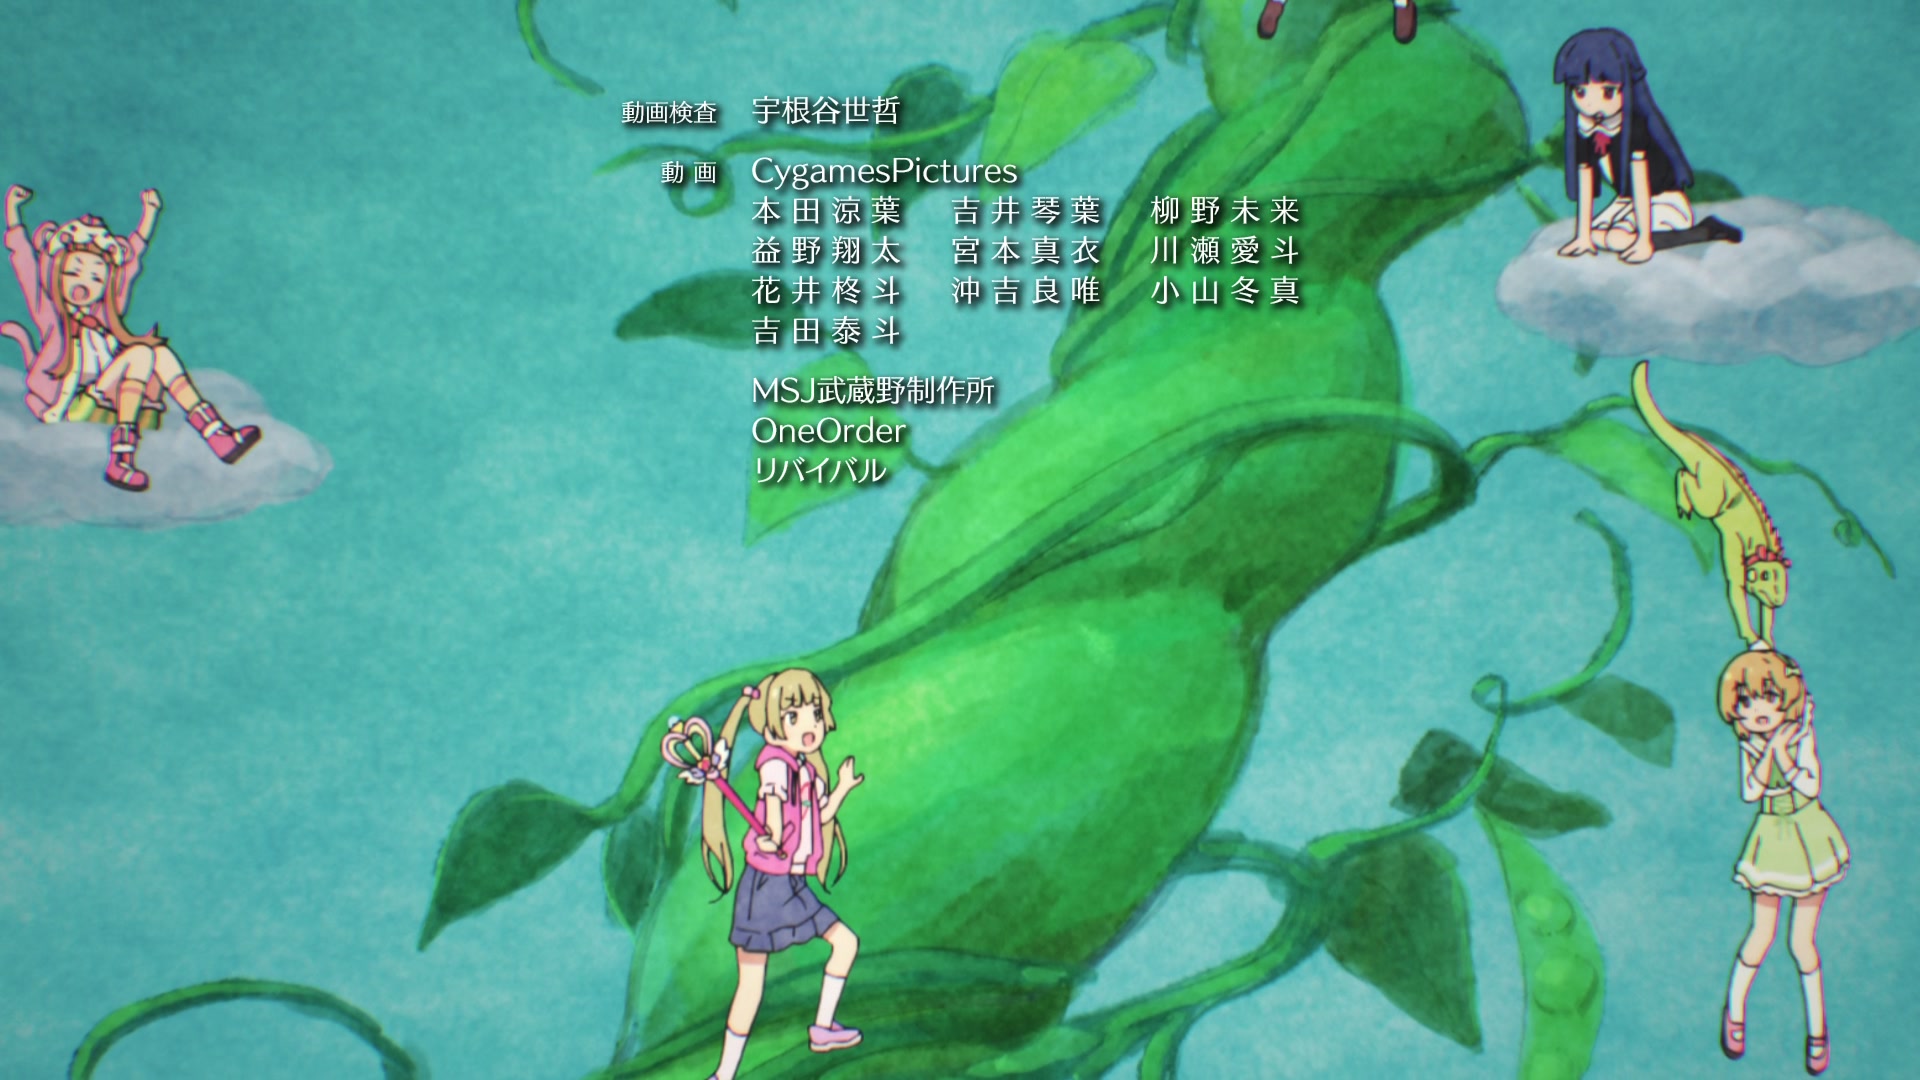 動画検査 宇根谷世哲
動画 CygamesPictures
本田涼葉 吉井琴葉 柳野未来
益野翔太 宮本真衣 川瀬愛斗
花井柊斗 沖吉良唯 小山冬真
吉田泰斗
MSJ武蔵野制作所
OneOrder
リバイバル